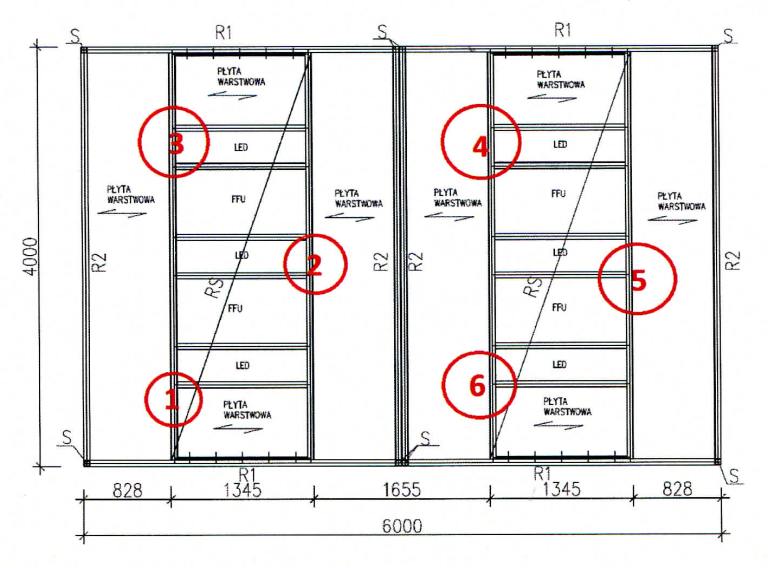 S R1 S R1 S
PŁYTA
WARSTWOWA
PŁYTA
WARSTWOWA
3
LED
4
LED
PŁYTA
WARSTWOWA
FFU
PŁYTA
WARSTWOWA
PŁYTA
WARSTWOWA
FFU
PŁYTA
WARSTWOWA
4000
R2
LED
2
R2
R2
LED
5
R2
RS
FFU
RS
FFU
LED
LED
1
PŁYTA
WARSTWOWA
6
PŁYTA
WARSTWOWA
S
R1
S
R1
S
828 1345 1655 1345 828
6000